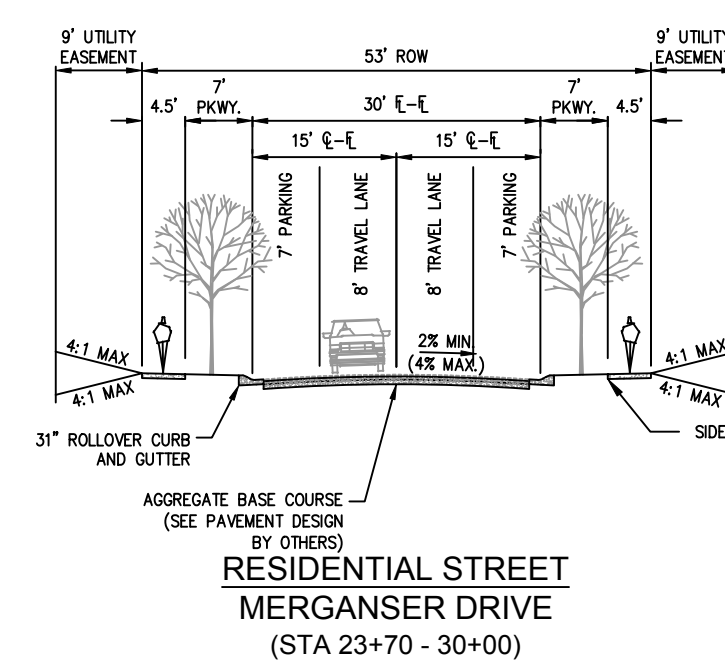 9' UTILITY
EASEMENT
53' ROW
9' UTILITY
EASEMENT
4.5'
7'
PKWY.
30' FL-FL
7'
PKWY.
4.5'
15' CL-FL
15' CL-FL
7' PARKING
8' TRAVEL LANE
8' TRAVEL LANE
7' PARKING
2% MIN.
(4% MAX.)
4:1 MAX
4:1 MAX
4:1 MAX
4:1 MAX
31" ROLLOVER CURB
AND GUTTER
SIDE
AGGREGATE BASE COURSE
(SEE PAVEMENT DESIGN
BY OTHERS)
RESIDENTIAL STREET
MERGANSER DRIVE
(STA 23+70 - 30+00)